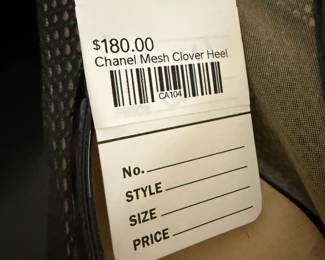 $180.00
Chanel Mesh Clover Heel
CA104
No.
STYLE
SIZE
PRICE